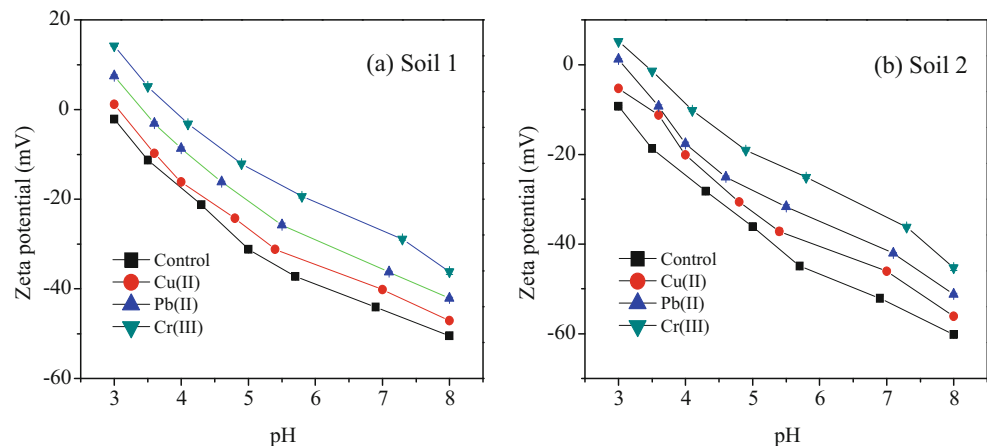 20
0
-20
-40
-60
3 4 5 6 7 8
pH
Zeta potential (mV)
(a) Soil 1
Control
Cu(II)
Pb(II)
Cr(III)
0
-20
-40
-60
3 4 5 6 7 8
pH
Zeta potential (mV)
(b) Soil 2
Control
Cu(II)
Pb(II)
Cr(III)